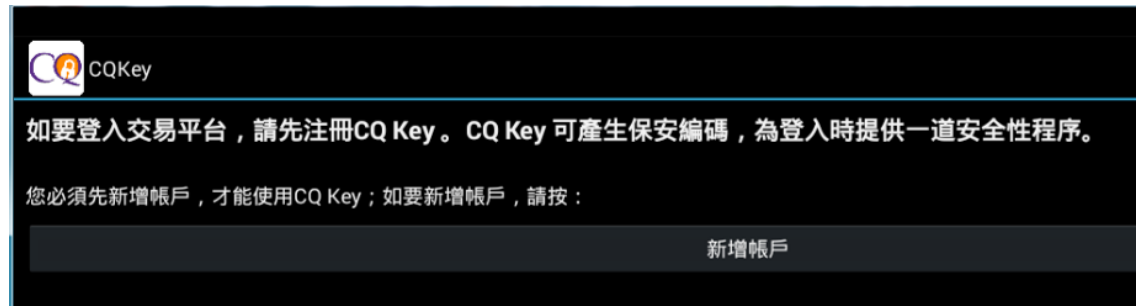 CQ CQKey
如要登入交易平台，請先注冊CQ Key。CQ Key 可產生保安編碼，為登入時提供一道安全性程序。
您必須先新增帳戶，才能使用CQ Key；如要新增帳戶，請按：
新增帳戶